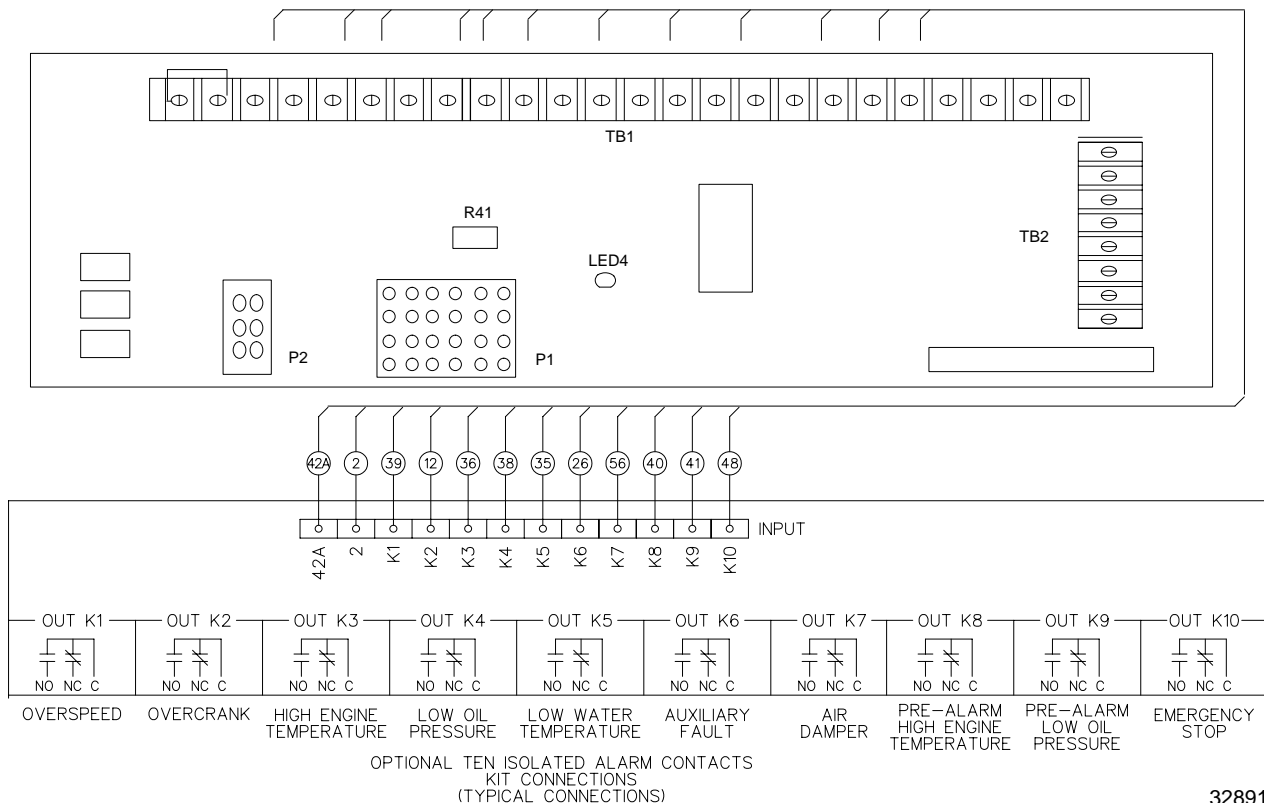 TB1
TB2
R41
LED4
P2
P1
42A 2 39 12 36 38 35 26 56 40 41 48
INPUT
42A 2 K1 K2 K3 K4 K5 K6 K7 K8 K9 K10
OUT K1 OUT K2 OUT K3 OUT K4 OUT K5 OUT K6 OUT K7 OUT K8 OUT K9 OUT K10
NO NC C NO NC C NO NC C NO NC C NO NC C NO NC C NO NC C NO NC C NO NC C NO NC C
OVERSPEED
OVERCRANK
HIGH ENGINE
TEMPERATURE
LOW OIL
PRESSURE
LOW WATER
TEMPERATURE
AUXILIARY
FAULT
AIR
DAMPER
PRE-ALARM
HIGH ENGINE
TEMPERATURE
PRE-ALARM
LOW OIL
PRESSURE
EMERGENCY
STOP
OPTIONAL TEN ISOLATED ALARM CONTACTS
KIT CONNECTIONS
(TYPICAL CONNECTIONS)
32891